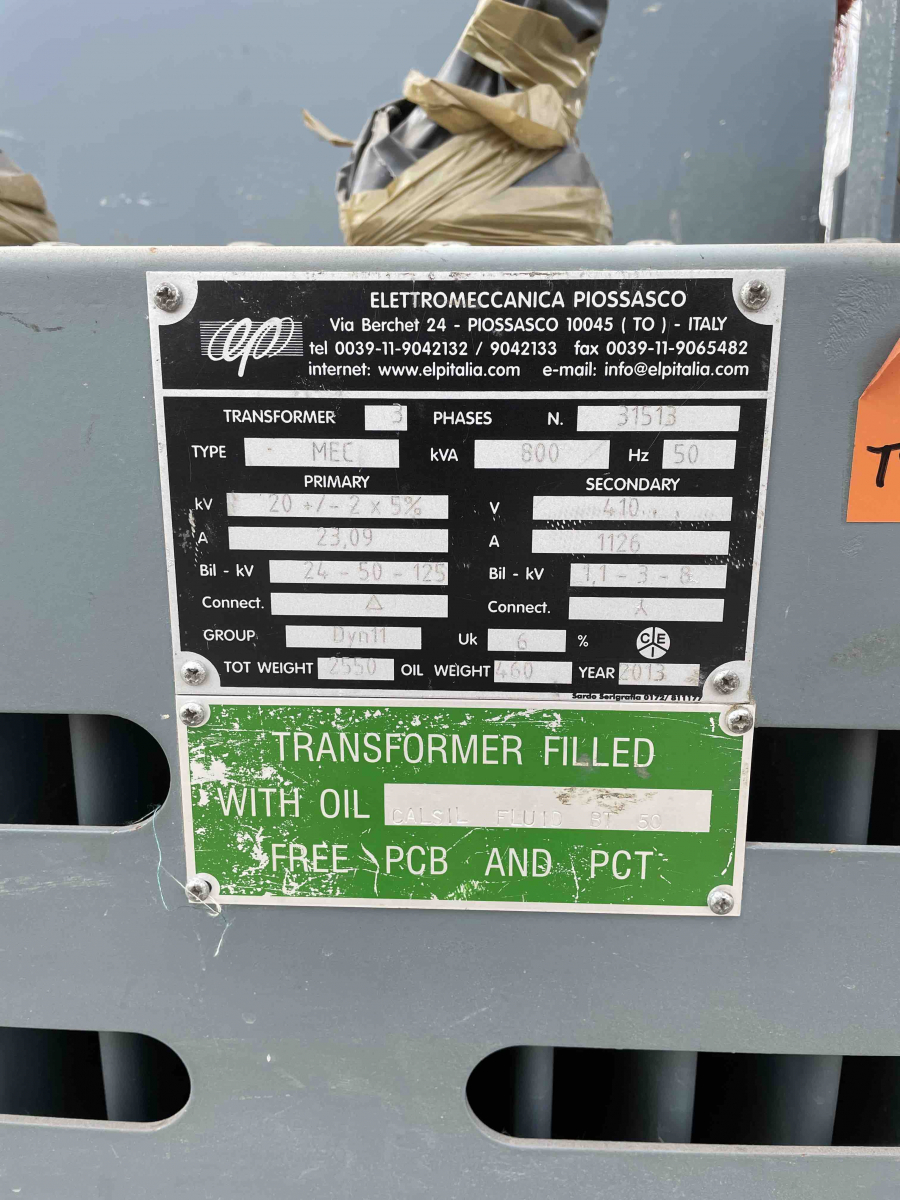 ELETTROMECCANICA PIOSSASCO
Via Berchet 24 - PIOSSASCO 10045 ( TO ) - ITALY
ep
tel 0039-11-9042132 / 9042133 fax 0039-11-9065482
internet: www.elpitalia.com e-mail: info@elpitalia.com
TRANSFORMER 3 PHASES N. 31513
TYPE MEC kVA 800 Hz 50
PRIMARY SECONDARY
kV 20 +/- 2 x 5% V 410
A 23,09 A 1126
Bil - kV 24 - 50 - 125 Bil - kV 1,1 - 3 - 8
Connect. Δ Connect. ⅄
GROUP Dyn11 Uk 6 % CEI
TOT WEIGHT 2550 OIL WEIGHT 460 YEAR 2013
Sardo Serigrafia
TRANSFORMER FILLED
WITH OIL CALSIL FLUID BT 50
FREE PCB AND PCT